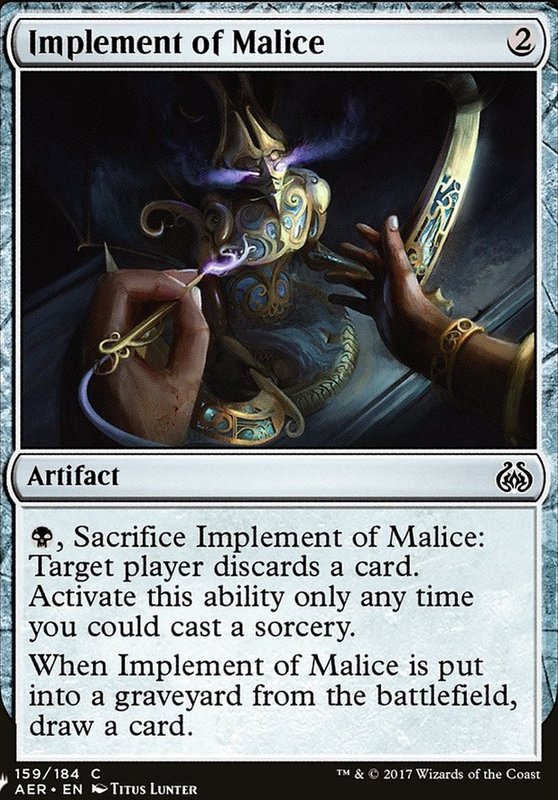 Implement of Malice 2
Artifact
, Sacrifice Implement of Malice:
Target player discards a card.
Activate this ability only any time
you could cast a sorcery.
When Implement of Malice is put
into a graveyard from the battlefield,
draw a card.
159/184 C
AER • EN Titus Lunter
™ & © 2017 Wizards of the Coast